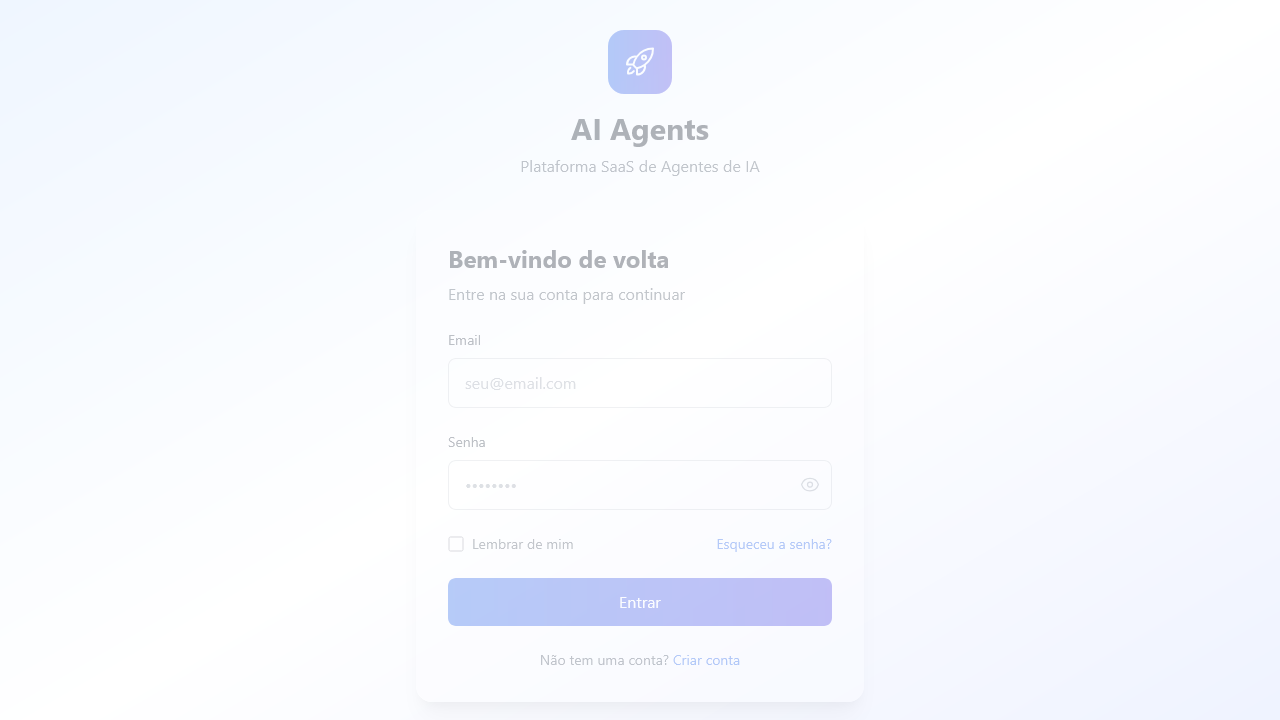 AI Agents
Plataforma SaaS de Agentes de IA
Bem-vindo de volta
Entre na sua conta para continuar
Email
seu@email.com
Senha
••••••••
Lembrar de mim
Esqueceu a senha?
Entrar
Não tem uma conta? Criar conta